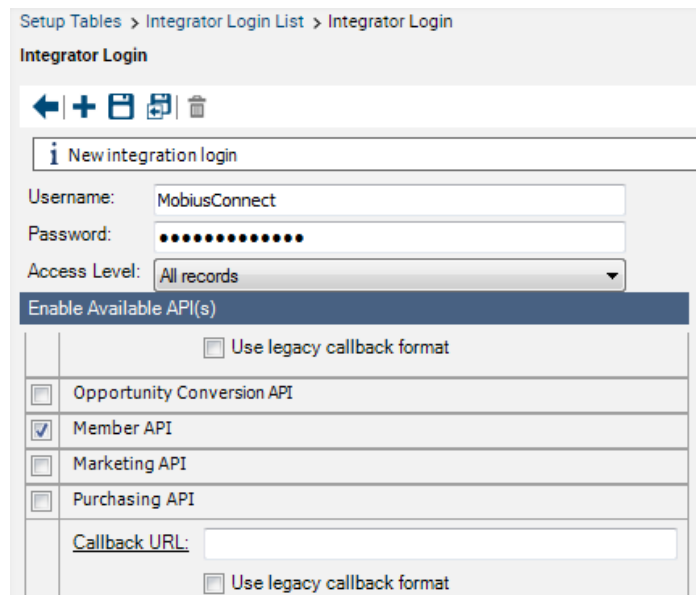 Setup Tables > Integrator Login List > Integrator Login
Integrator Login
i New integration login
Username: MobiusConnect
Password: •••••••••••••
Access Level: All records
Enable Available API(s)
Use legacy callback format
Opportunity Conversion API
Member API
Marketing API
Purchasing API
Callback URL:
Use legacy callback format